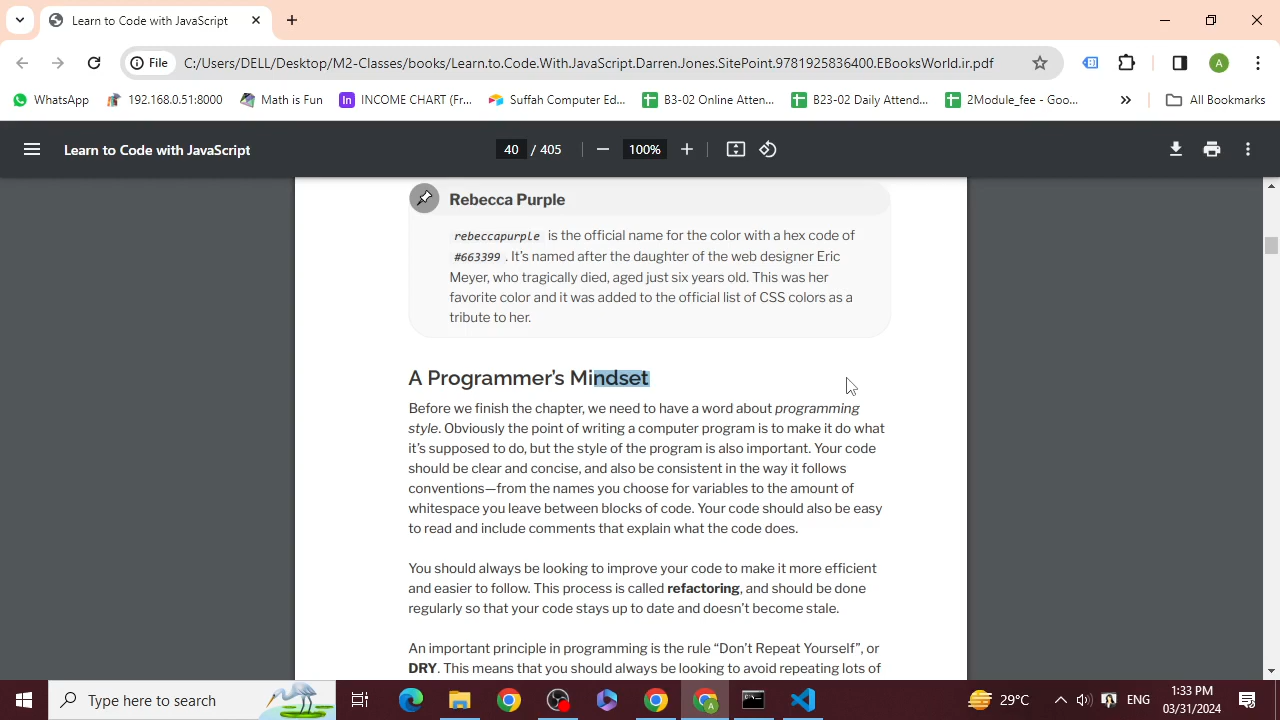 Learn to Code with JavaScript
File
C:/Users/DELL/Desktop/M2-Classes/books/Learn.to.Code.With.JavaScript.Darren.Jones.SitePoint.9781925836400.EBooksWorld.ir.pdf
A
WhatsApp
192.168.0.51:8000
Math is Fun
In INCOME CHART (Fr...
Suffah Computer Ed...
B3-02 Online Atten...
B23-02 Daily Attend...
2Module_fee - Goo...
»
All Bookmarks
Learn to Code with JavaScript
40 / 405
100%
Rebecca Purple
rebeccapurple is the official name for the color with a hex code of
#663399 . It’s named after the daughter of the web designer Eric
Meyer, who tragically died, aged just six years old. This was her
favorite color and it was added to the official list of CSS colors as a
tribute to her.
A Programmer’s Mindset
Before we finish the chapter, we need to have a word about programming
style. Obviously the point of writing a computer program is to make it do what
it’s supposed to do, but the style of the program is also important. Your code
should be clear and concise, and also be consistent in the way it follows
conventions—from the names you choose for variables to the amount of
whitespace you leave between blocks of code. Your code should also be easy
to read and include comments that explain what the code does.
You should always be looking to improve your code to make it more efficient
and easier to follow. This process is called refactoring, and should be done
regularly so that your code stays up to date and doesn’t become stale.
An important principle in programming is the rule “Don’t Repeat Yourself”, or
DRY. This means that you should always be looking to avoid repeating lots of
Type here to search
A
29°C
ENG
1:33 PM
03/31/2024